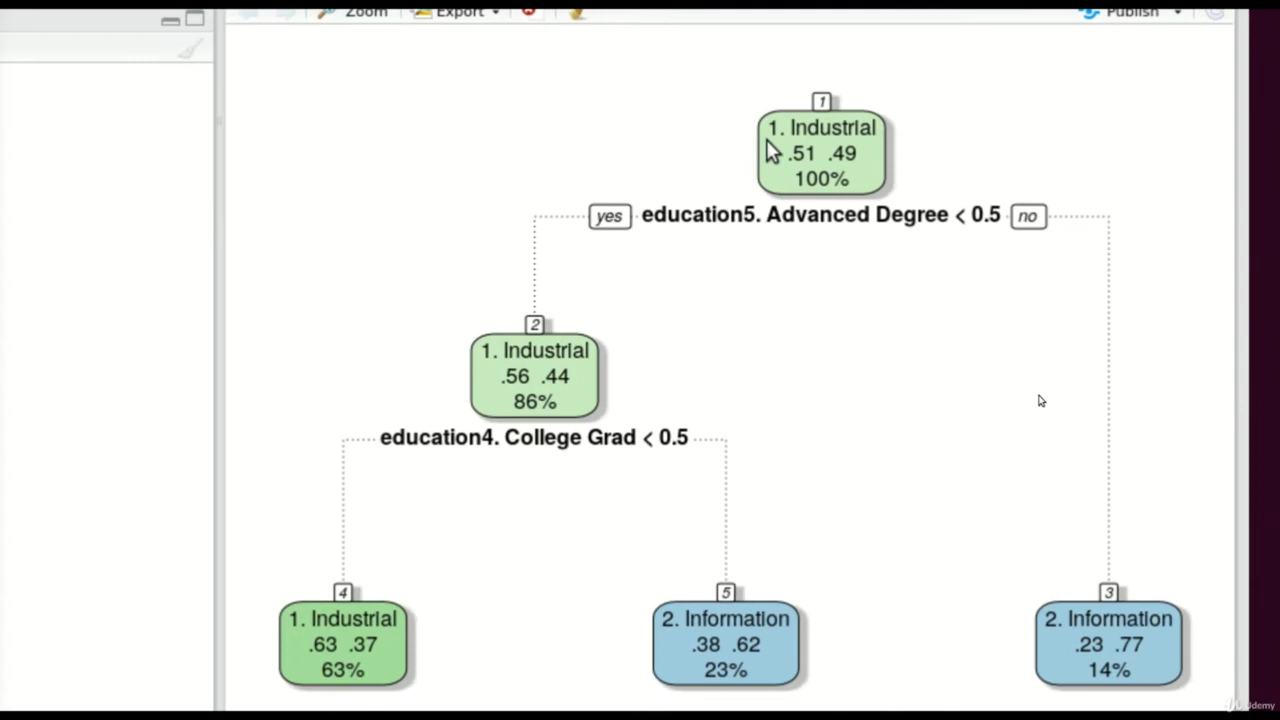 Zoom Export Publish
1
1. Industrial
.51 .49
100%
yes education5. Advanced Degree < 0.5 no
2
1. Industrial
.56 .44
86%
education4. College Grad < 0.5
4
1. Industrial
.63 .37
63%
5
2. Information
.38 .62
23%
3
2. Information
.23 .77
14%
Udemy